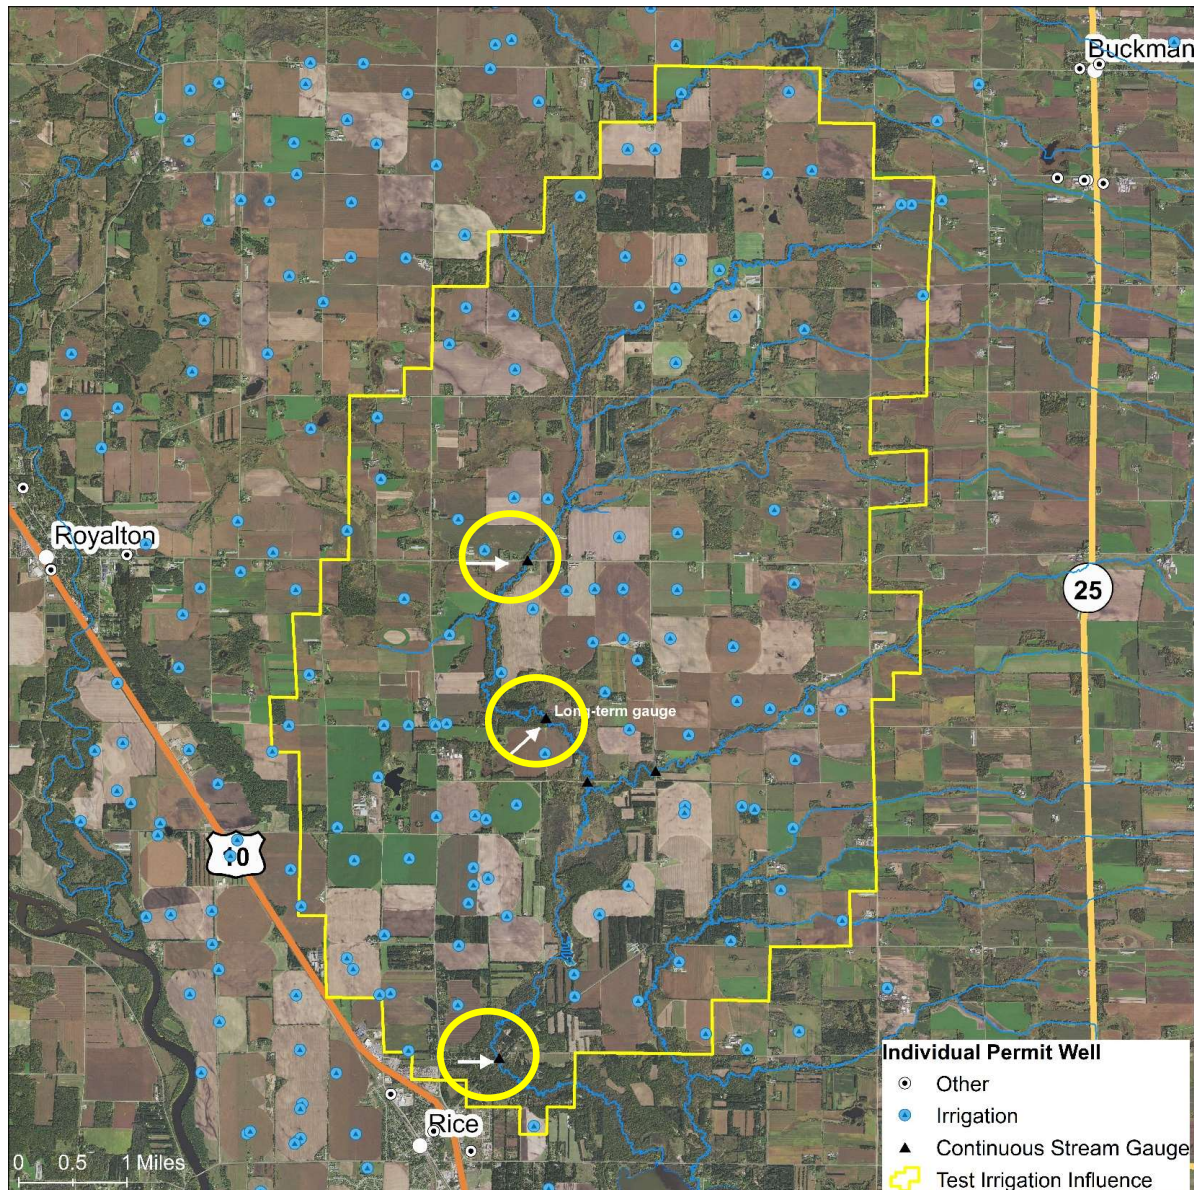 Buckman
Royalton
25
Long-term gauge
10
Rice
0 0.5 1 Miles
Individual Permit Well
Other
Irrigation
Continuous Stream Gauge
Test Irrigation Influence